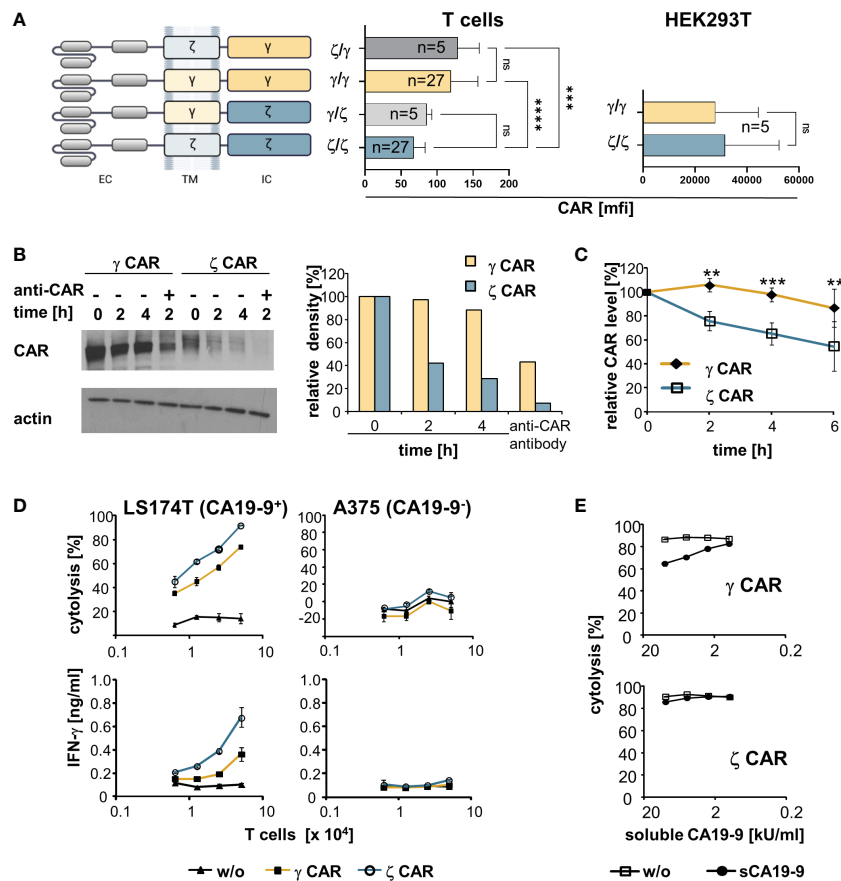 A
T cells
HEK293T
ζ
γ
γ
γ
γ
ζ
ζ
ζ
EC
TM
IC
ζ/γ
n=5
γ/γ
n=27
γ/ζ
n=5
ζ/ζ
n=27
ns
ns
****
***
0
50
100
150
200
γ/γ
ζ/ζ
n=5
ns
0
20000
40000
60000
CAR [mfi]
B
γ CAR
ζ CAR
anti-CAR
- - - + - - - +
time [h]
0 2 4 2 0 2 4 2
CAR
actin
relative density [%]
140
120
100
80
60
40
20
0
γ CAR
ζ CAR
0
2
4
anti-CAR
antibody
time [h]
C
relative CAR level [%]
120
100
80
60
40
20
0
**
***
**
γ CAR
ζ CAR
0
2
4
6
time [h]
D
LS174T (CA19-9+)
A375 (CA19-9-)
cytolysis [%]
100
80
60
40
20
0.1
1
10
100
80
60
40
20
0
-20
0.1
1
10
IFN-γ [ng/ml]
1.0
0.8
0.6
0.4
0.2
0
0.1
1
10
1.0
0.8
0.6
0.4
0.2
0
0.1
1
10
T cells [x 10⁴]
w/o
γ CAR
ζ CAR
E
cytolysis [%]
100
80
60
40
20
0
γ CAR
20
2
0.2
100
80
60
40
20
0
ζ CAR
20
2
0.2
soluble CA19-9 [kU/ml]
w/o
sCA19-9